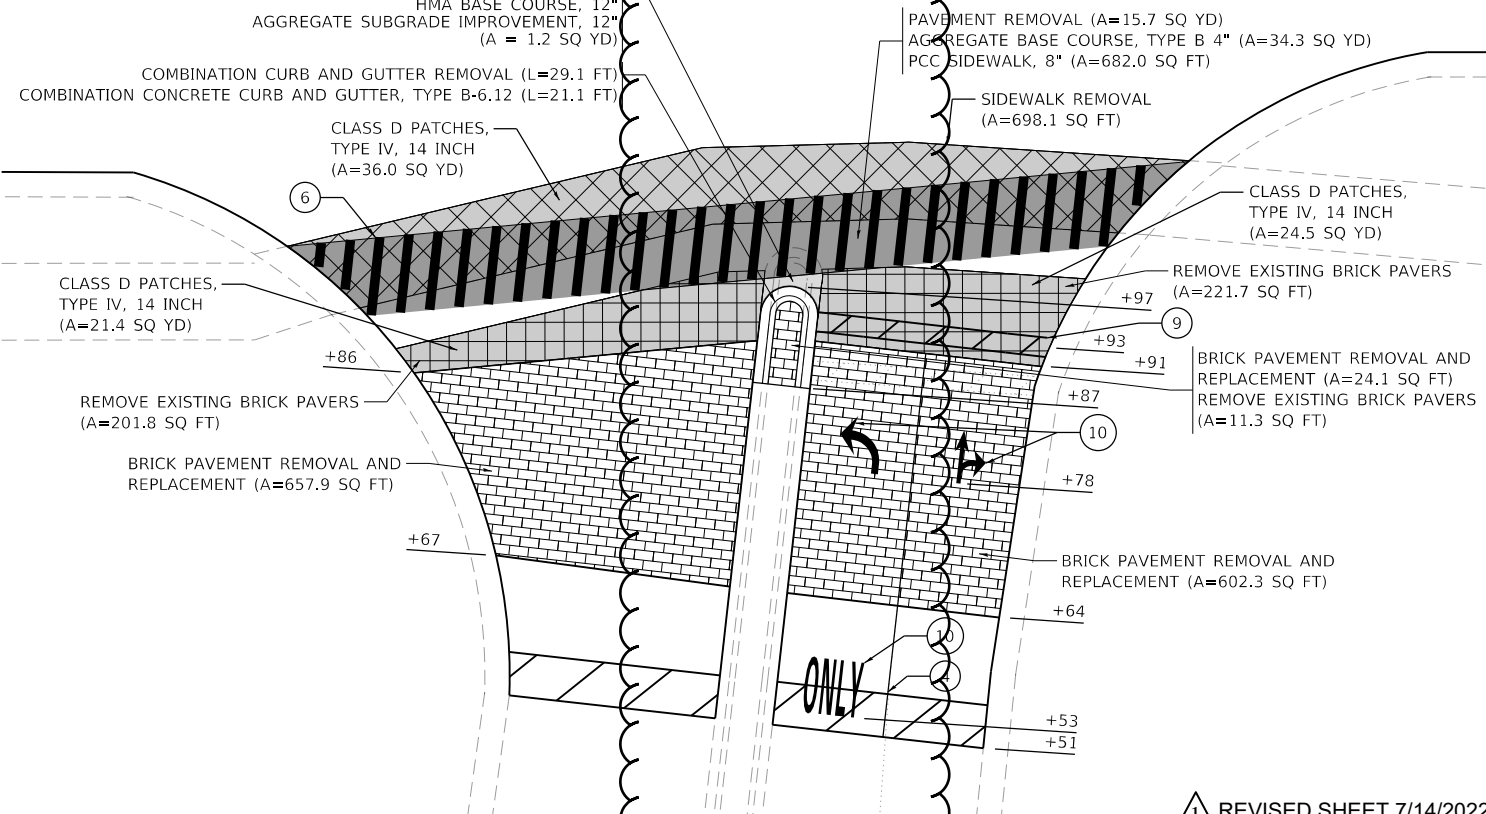 HMA BASE COURSE, 12"
AGGREGATE SUBGRADE IMPROVEMENT, 12"
(A = 1.2 SQ YD)
COMBINATION CURB AND GUTTER REMOVAL (L=29.1 FT)
COMBINATION CONCRETE CURB AND GUTTER, TYPE B-6.12 (L=21.1 FT)
PAVEMENT REMOVAL (A=15.7 SQ YD)
AGGREGATE BASE COURSE, TYPE B 4" (A=34.3 SQ YD)
PCC SIDEWALK, 8" (A=682.0 SQ FT)
SIDEWALK REMOVAL
(A=698.1 SQ FT)
CLASS D PATCHES,
TYPE IV, 14 INCH
(A=36.0 SQ YD)
6
CLASS D PATCHES,
TYPE IV, 14 INCH
(A=24.5 SQ YD)
CLASS D PATCHES,
TYPE IV, 14 INCH
(A=21.4 SQ YD)
REMOVE EXISTING BRICK PAVERS
(A=221.7 SQ FT)
+97
9
+93
+91
+86
BRICK PAVEMENT REMOVAL AND
REPLACEMENT (A=24.1 SQ FT)
REMOVE EXISTING BRICK PAVERS
(A=11.3 SQ FT)
REMOVE EXISTING BRICK PAVERS
(A=201.8 SQ FT)
+87
10
BRICK PAVEMENT REMOVAL AND
REPLACEMENT (A=657.9 SQ FT)
+78
+67
BRICK PAVEMENT REMOVAL AND
REPLACEMENT (A=602.3 SQ FT)
+64
10
ONLY
+53
+51
1 REVISED SHEET 7/14/2022